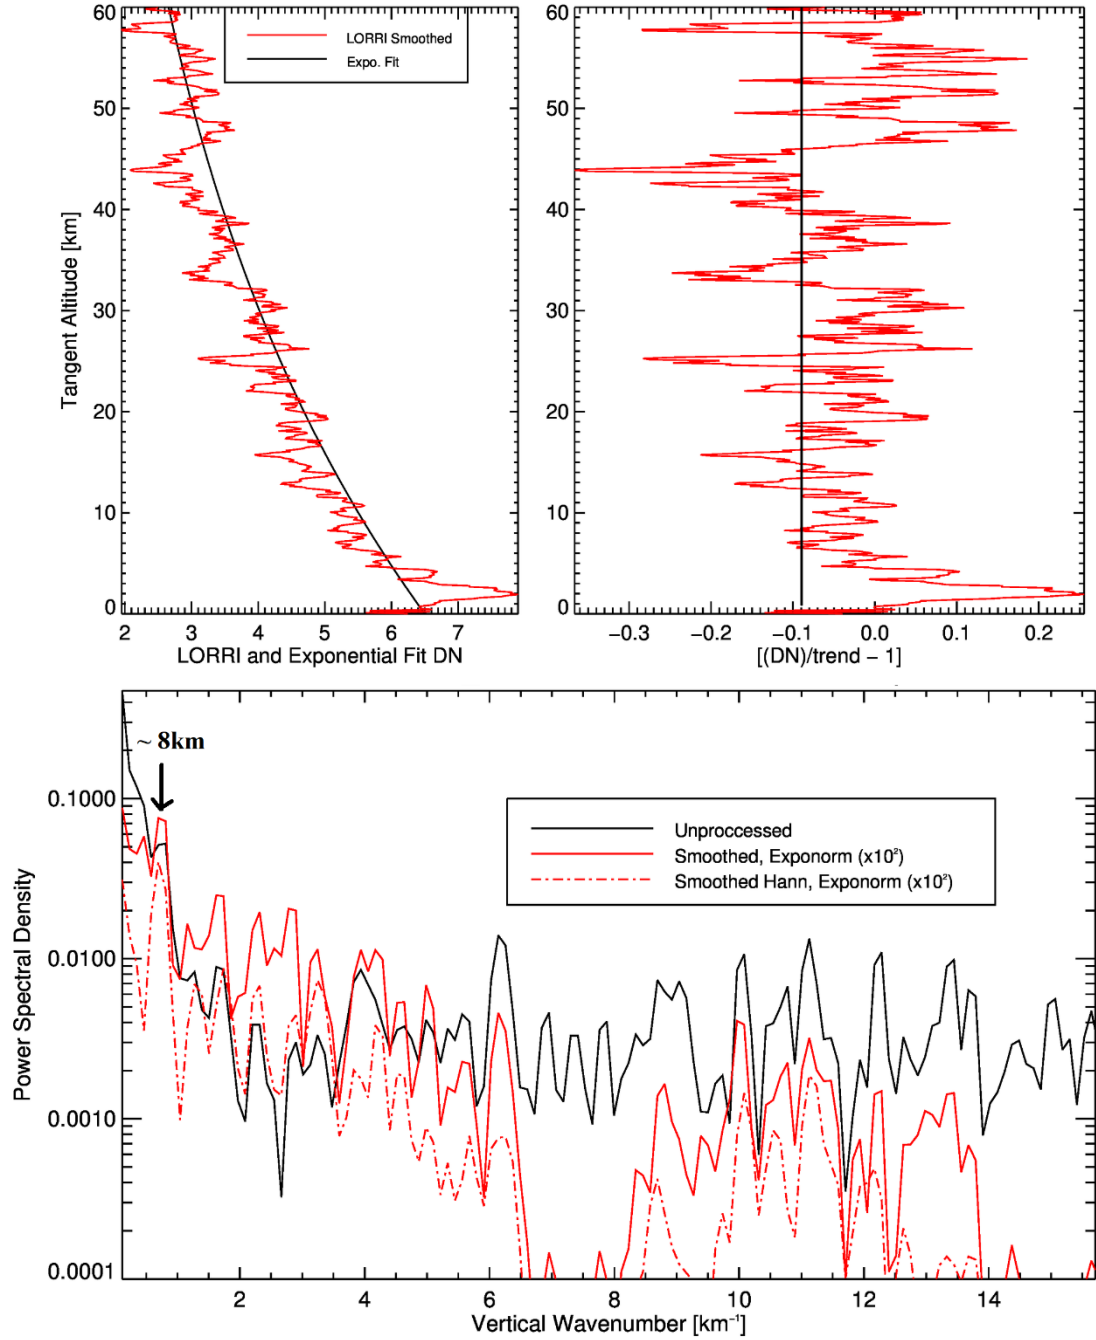 60
50
40
30
20
10
0
Tangent Altitude [km]
LORRI Smoothed
Expo. Fit
2 3 4 5 6 7
LORRI and Exponential Fit DN
60
50
40
30
20
10
0
−0.3 −0.2 −0.1 0.0 0.1 0.2
[(DN)/trend − 1]
~ 8km
0.1000
0.0100
0.0010
0.0001
Power Spectral Density
Unproccessed
Smoothed, Exponorm (x10²)
Smoothed Hann, Exponorm (x10²)
2 4 6 8 10 12 14
Vertical Wavenumber [km⁻¹]